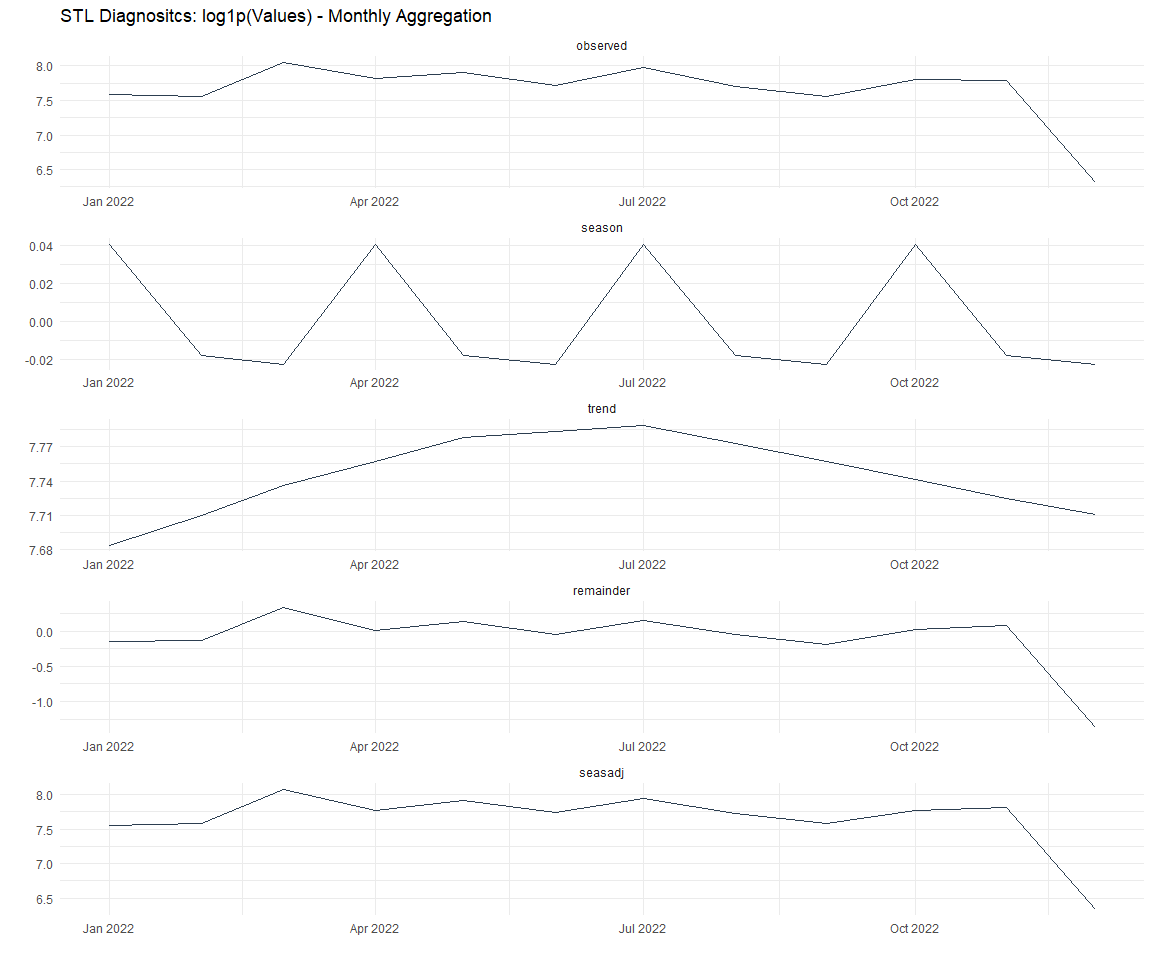 STL Diagnositcs: log1p(Values) - Monthly Aggregation
observed
8.0
7.5
7.0
6.5
Jan 2022 Apr 2022 Jul 2022 Oct 2022
season
0.04
0.02
0.00
-0.02
Jan 2022 Apr 2022 Jul 2022 Oct 2022
trend
7.77
7.74
7.71
7.68
Jan 2022 Apr 2022 Jul 2022 Oct 2022
remainder
0.0
-0.5
-1.0
Jan 2022 Apr 2022 Jul 2022 Oct 2022
seasadj
8.0
7.5
7.0
6.5
Jan 2022 Apr 2022 Jul 2022 Oct 2022